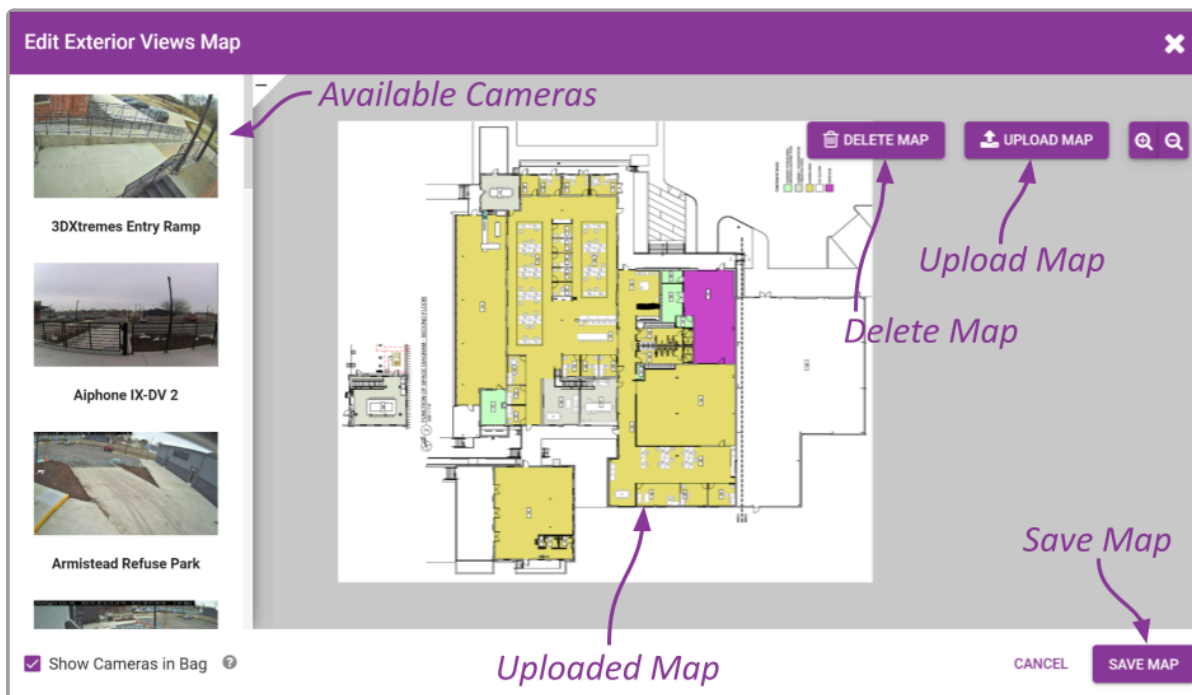 Edit Exterior Views Map
Available Cameras
DELETE MAP
UPLOAD MAP
3DXtremes Entry Ramp
Upload Map
Delete Map
Aiphone IX-DV 2
Armistead Refuse Park
Save Map
Uploaded Map
Show Cameras in Bag
CANCEL
SAVE MAP